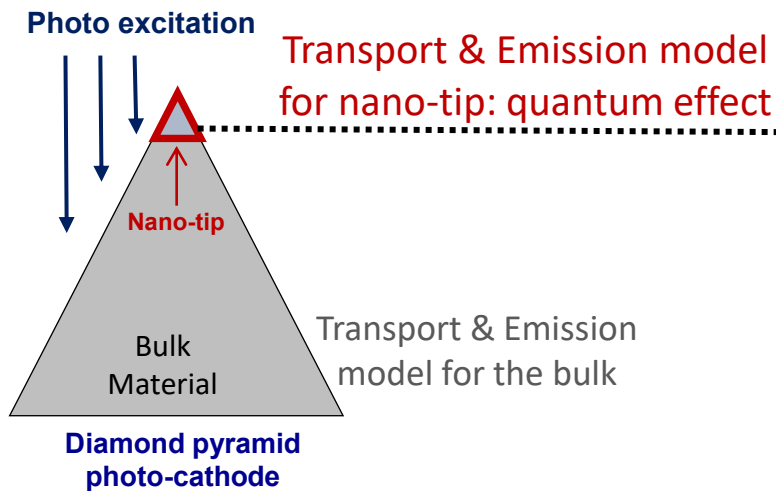 Photo excitation
Transport & Emission model
for nano-tip: quantum effect
Nano-tip
Transport & Emission
model for the bulk
Bulk
Material
Diamond pyramid
photo-cathode